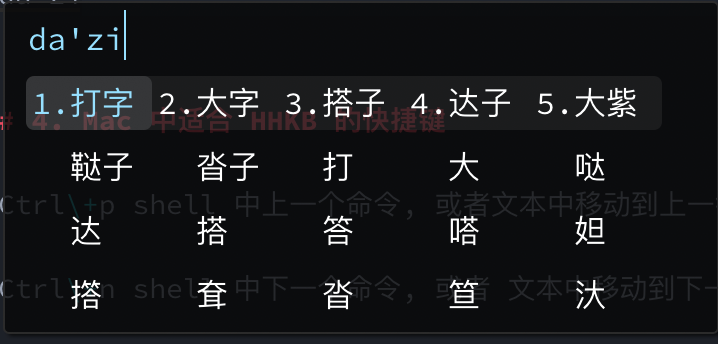 da'zi
1.打字 2.大字 3.搭子 4.达子 5.大紫
# 4. Mac 中适合 HHKB 的快捷键
鞑子 沓子 打 大 哒
Ctrl\+p shell 中上一个命令, 或者文本中移动到上一
达 搭 答 嗒 妲
Ctrl\+n shell 中下一个命令, 或者 文本中移动到下一
撘 耷 沓 笪 汏